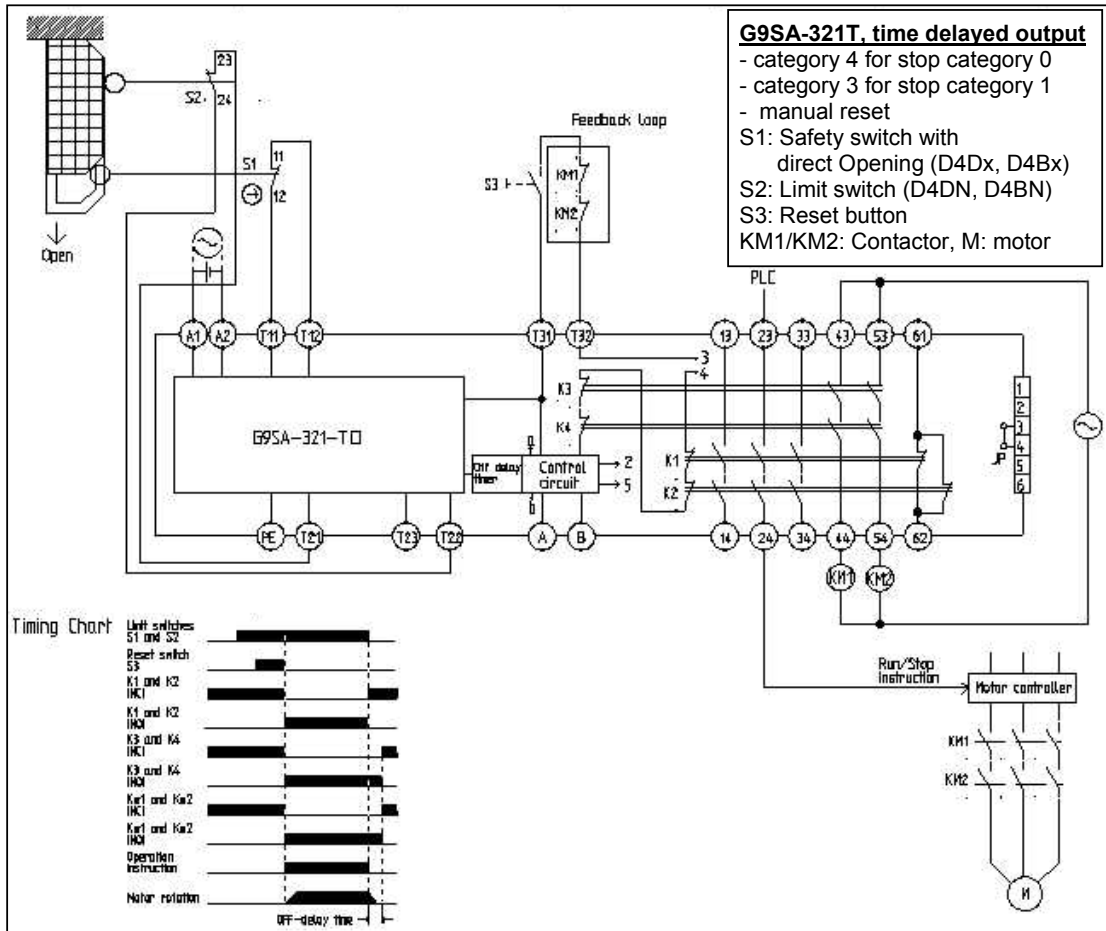 G9SA-321T, time delayed output
- category 4 for stop category 0
- category 3 for stop category 1
- manual reset
S1: Safety switch with
direct Opening (D4Dx, D4Bx)
S2: Limit switch (D4DN, D4BN)
S3: Reset button
KM1/KM2: Contactor, M: motor
23
S2
24
S1
11
12
Open
Feedback loop
S3
KM1
KM2
PLC
A1 A2 T11 T12 T31 T32 13 23 33 43 53 61
3
4
K3
K4
K1
K2
G9SA-321-T□
OFF delay
timer
a
Control
circuit
b
2
5
1
2
3
4
5
6
JP
PE T21 T23 T22 A B 14 24 34 44 54 62
KM1 KM2
Timing Chart
Limit switches
S1 and S2
Reset switch
S3
K1 and K2
(NC)
K1 and K2
(NO)
K3 and K4
(NC)
K3 and K4
(NO)
Km1 and Km2
(NC)
Km1 and Km2
(NO)
Operation
instruction
Motor rotation
OFF-delay time
Run/Stop
instruction
Motor controller
KM1
KM2
M